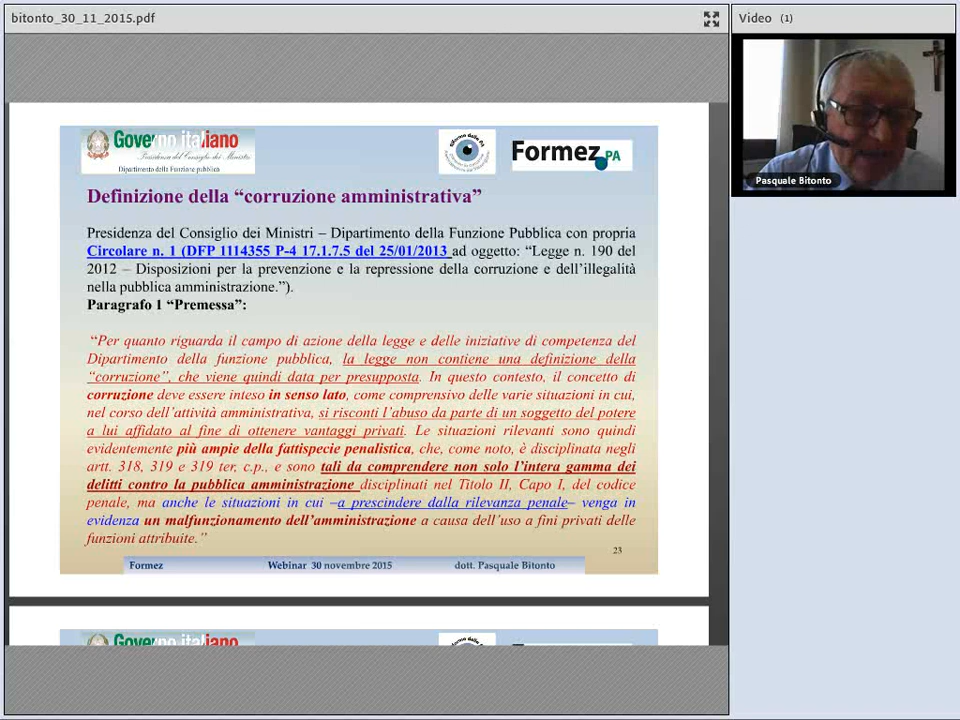 bitonto_30_11_2015.pdf
Video (1)
Pasquale Bitonto
Governo italiano
Presidenza del Consiglio dei Ministri
Dipartimento della Funzione pubblica
Formez PA
Definizione della “corruzione amministrativa”
Presidenza del Consiglio dei Ministri – Dipartimento della Funzione Pubblica con propria
Circolare n. 1 (DFP 1114355 P-4 17.1.7.5 del 25/01/2013 ad oggetto: “Legge n. 190 del
2012 – Disposizioni per la prevenzione e la repressione della corruzione e dell’illegalità
nella pubblica amministrazione.”).
Paragrafo 1 “Premessa”:
“Per quanto riguarda il campo di azione della legge e delle iniziative di competenza del
Dipartimento della funzione pubblica, la legge non contiene una definizione della
“corruzione”, che viene quindi data per presupposta. In questo contesto, il concetto di
corruzione deve essere inteso in senso lato, come comprensivo delle varie situazioni in cui,
nel corso dell’attività amministrativa, si risconti l’abuso da parte di un soggetto del potere
a lui affidato al fine di ottenere vantaggi privati. Le situazioni rilevanti sono quindi
evidentemente più ampie della fattispecie penalistica, che, come noto, è disciplinata negli
artt. 318, 319 e 319 ter, c.p., e sono tali da comprendere non solo l’intera gamma dei
delitti contro la pubblica amministrazione disciplinati nel Titolo II, Capo I, del codice
penale, ma anche le situazioni in cui –a prescindere dalla rilevanza penale– venga in
evidenza un malfunzionamento dell’amministrazione a causa dell’uso a fini privati delle
funzioni attribuite.”
23
Formez Webinar 30 novembre 2015 dott. Pasquale Bitonto
Governo italiano